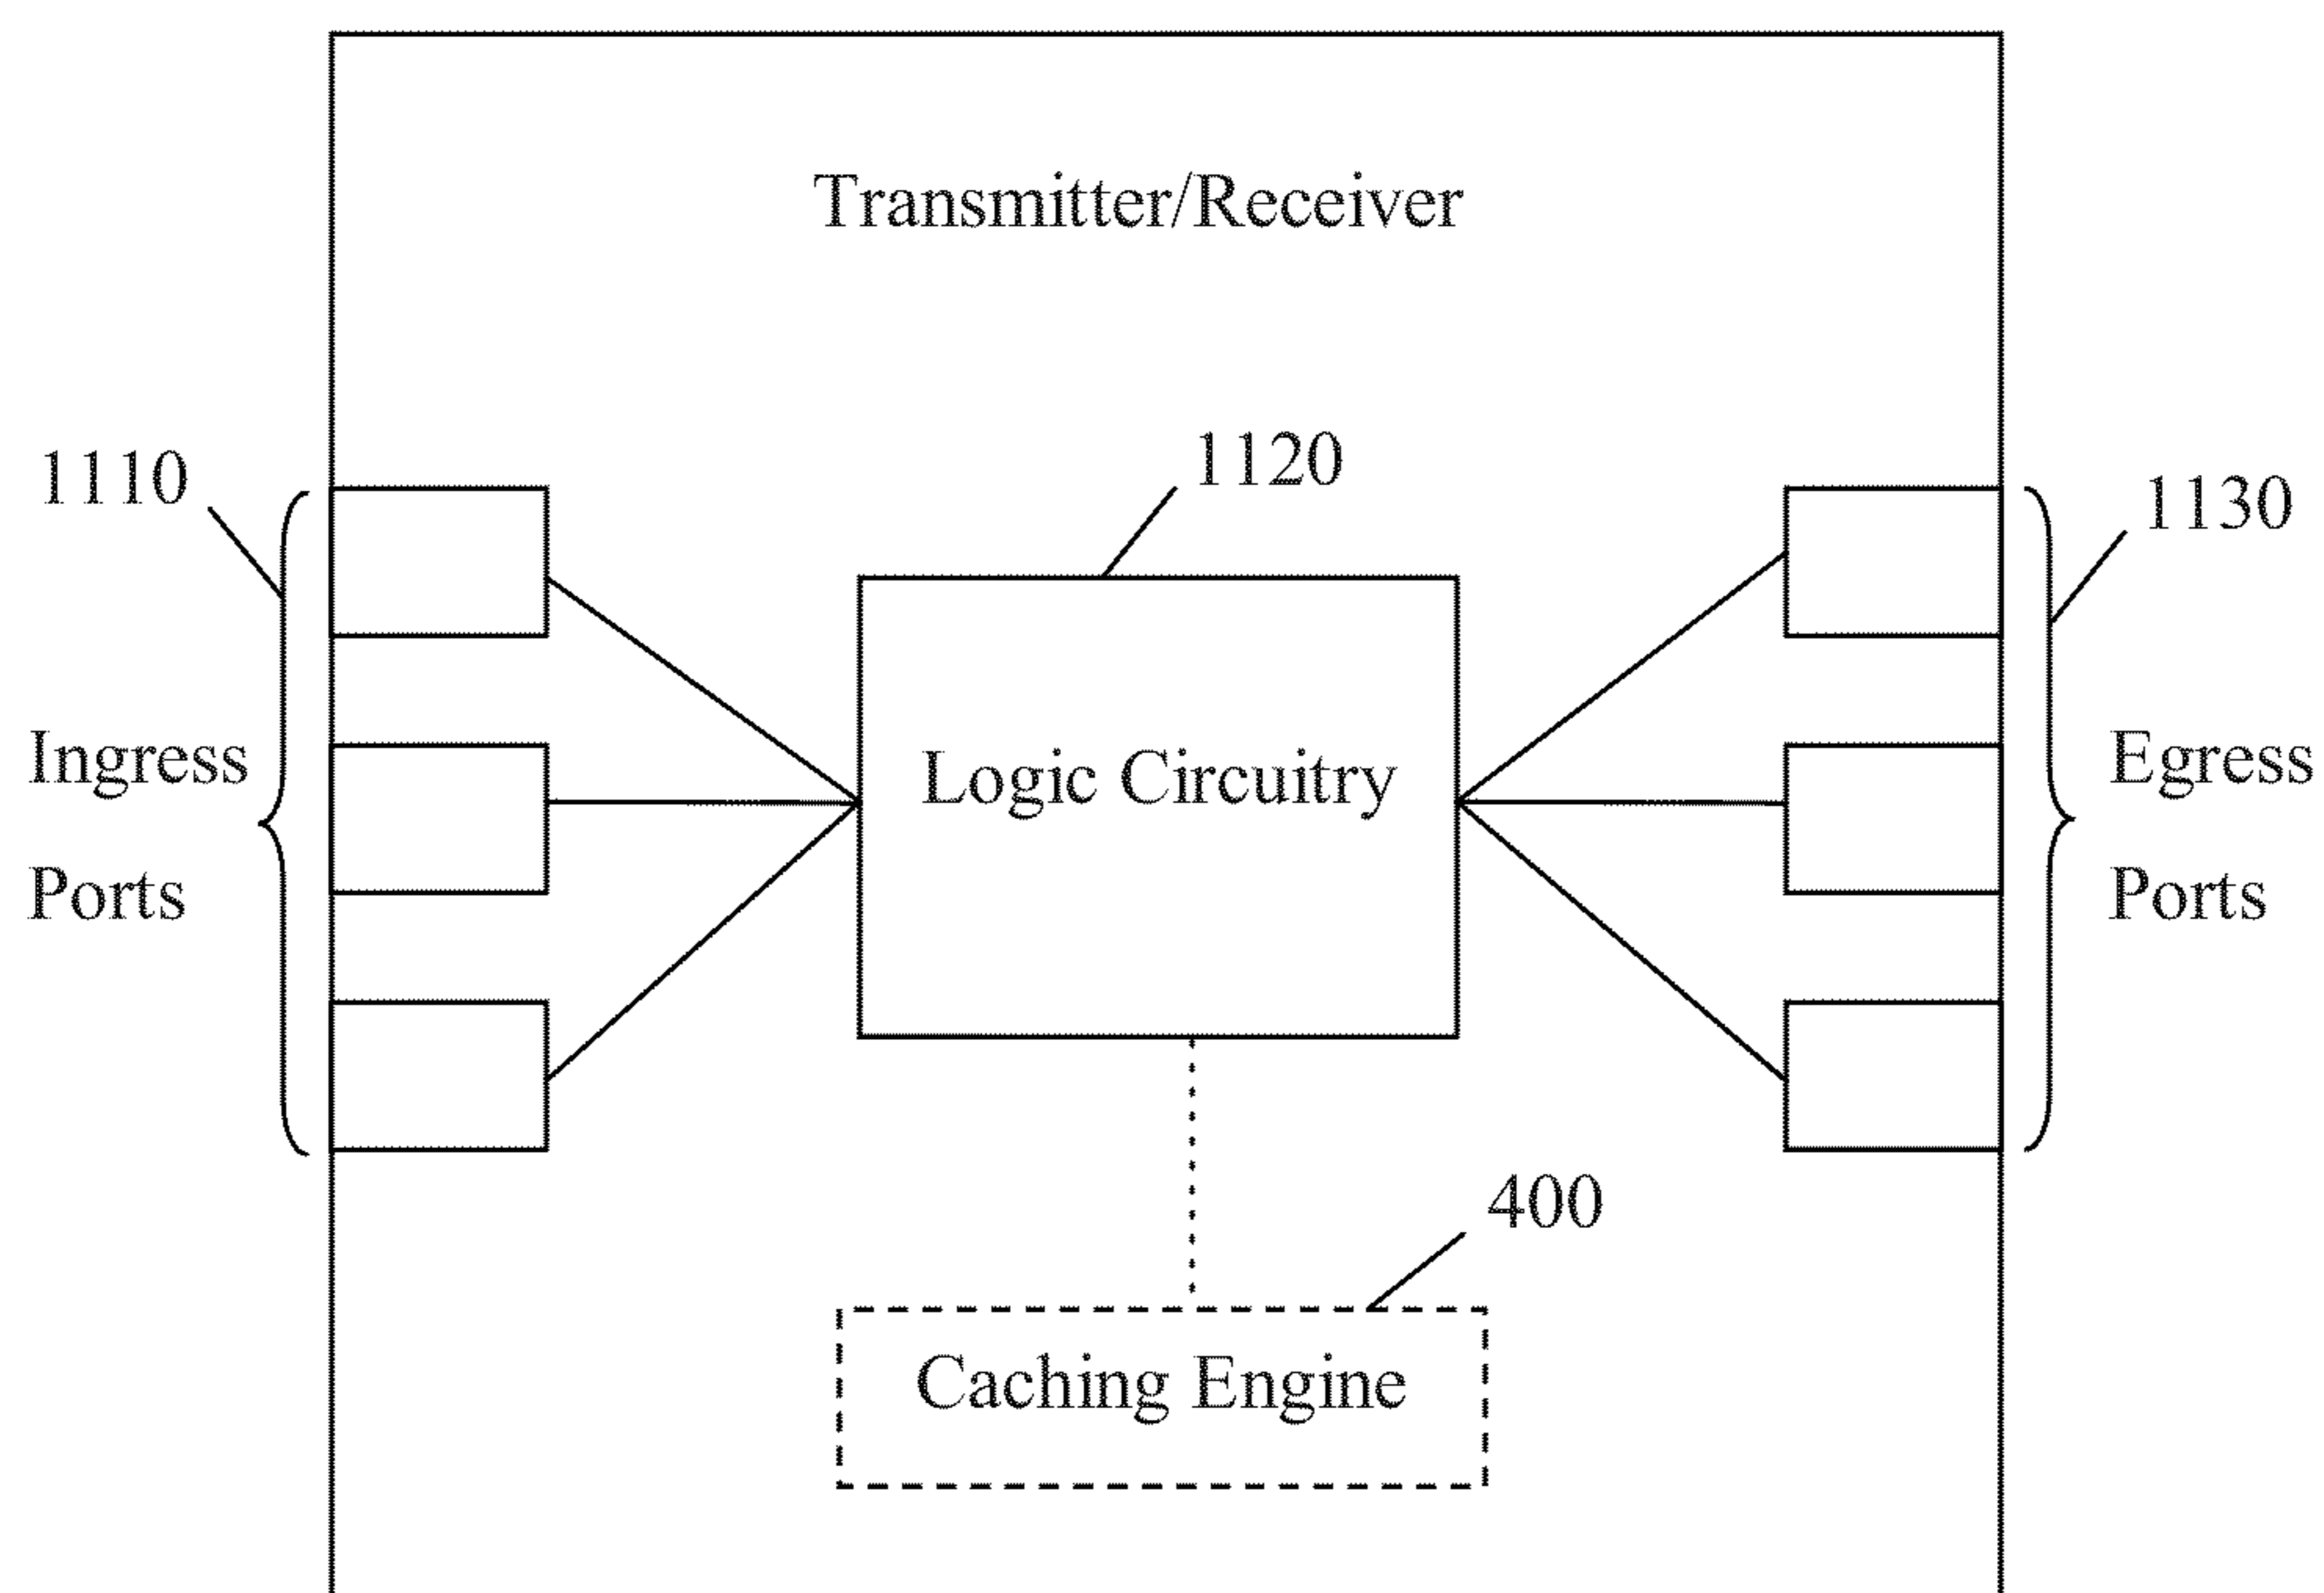 Transmitter/Receiver
1110
1120
1130
Ingress
Ports
Logic Circuitry
Egress
Ports
400
Caching Engine